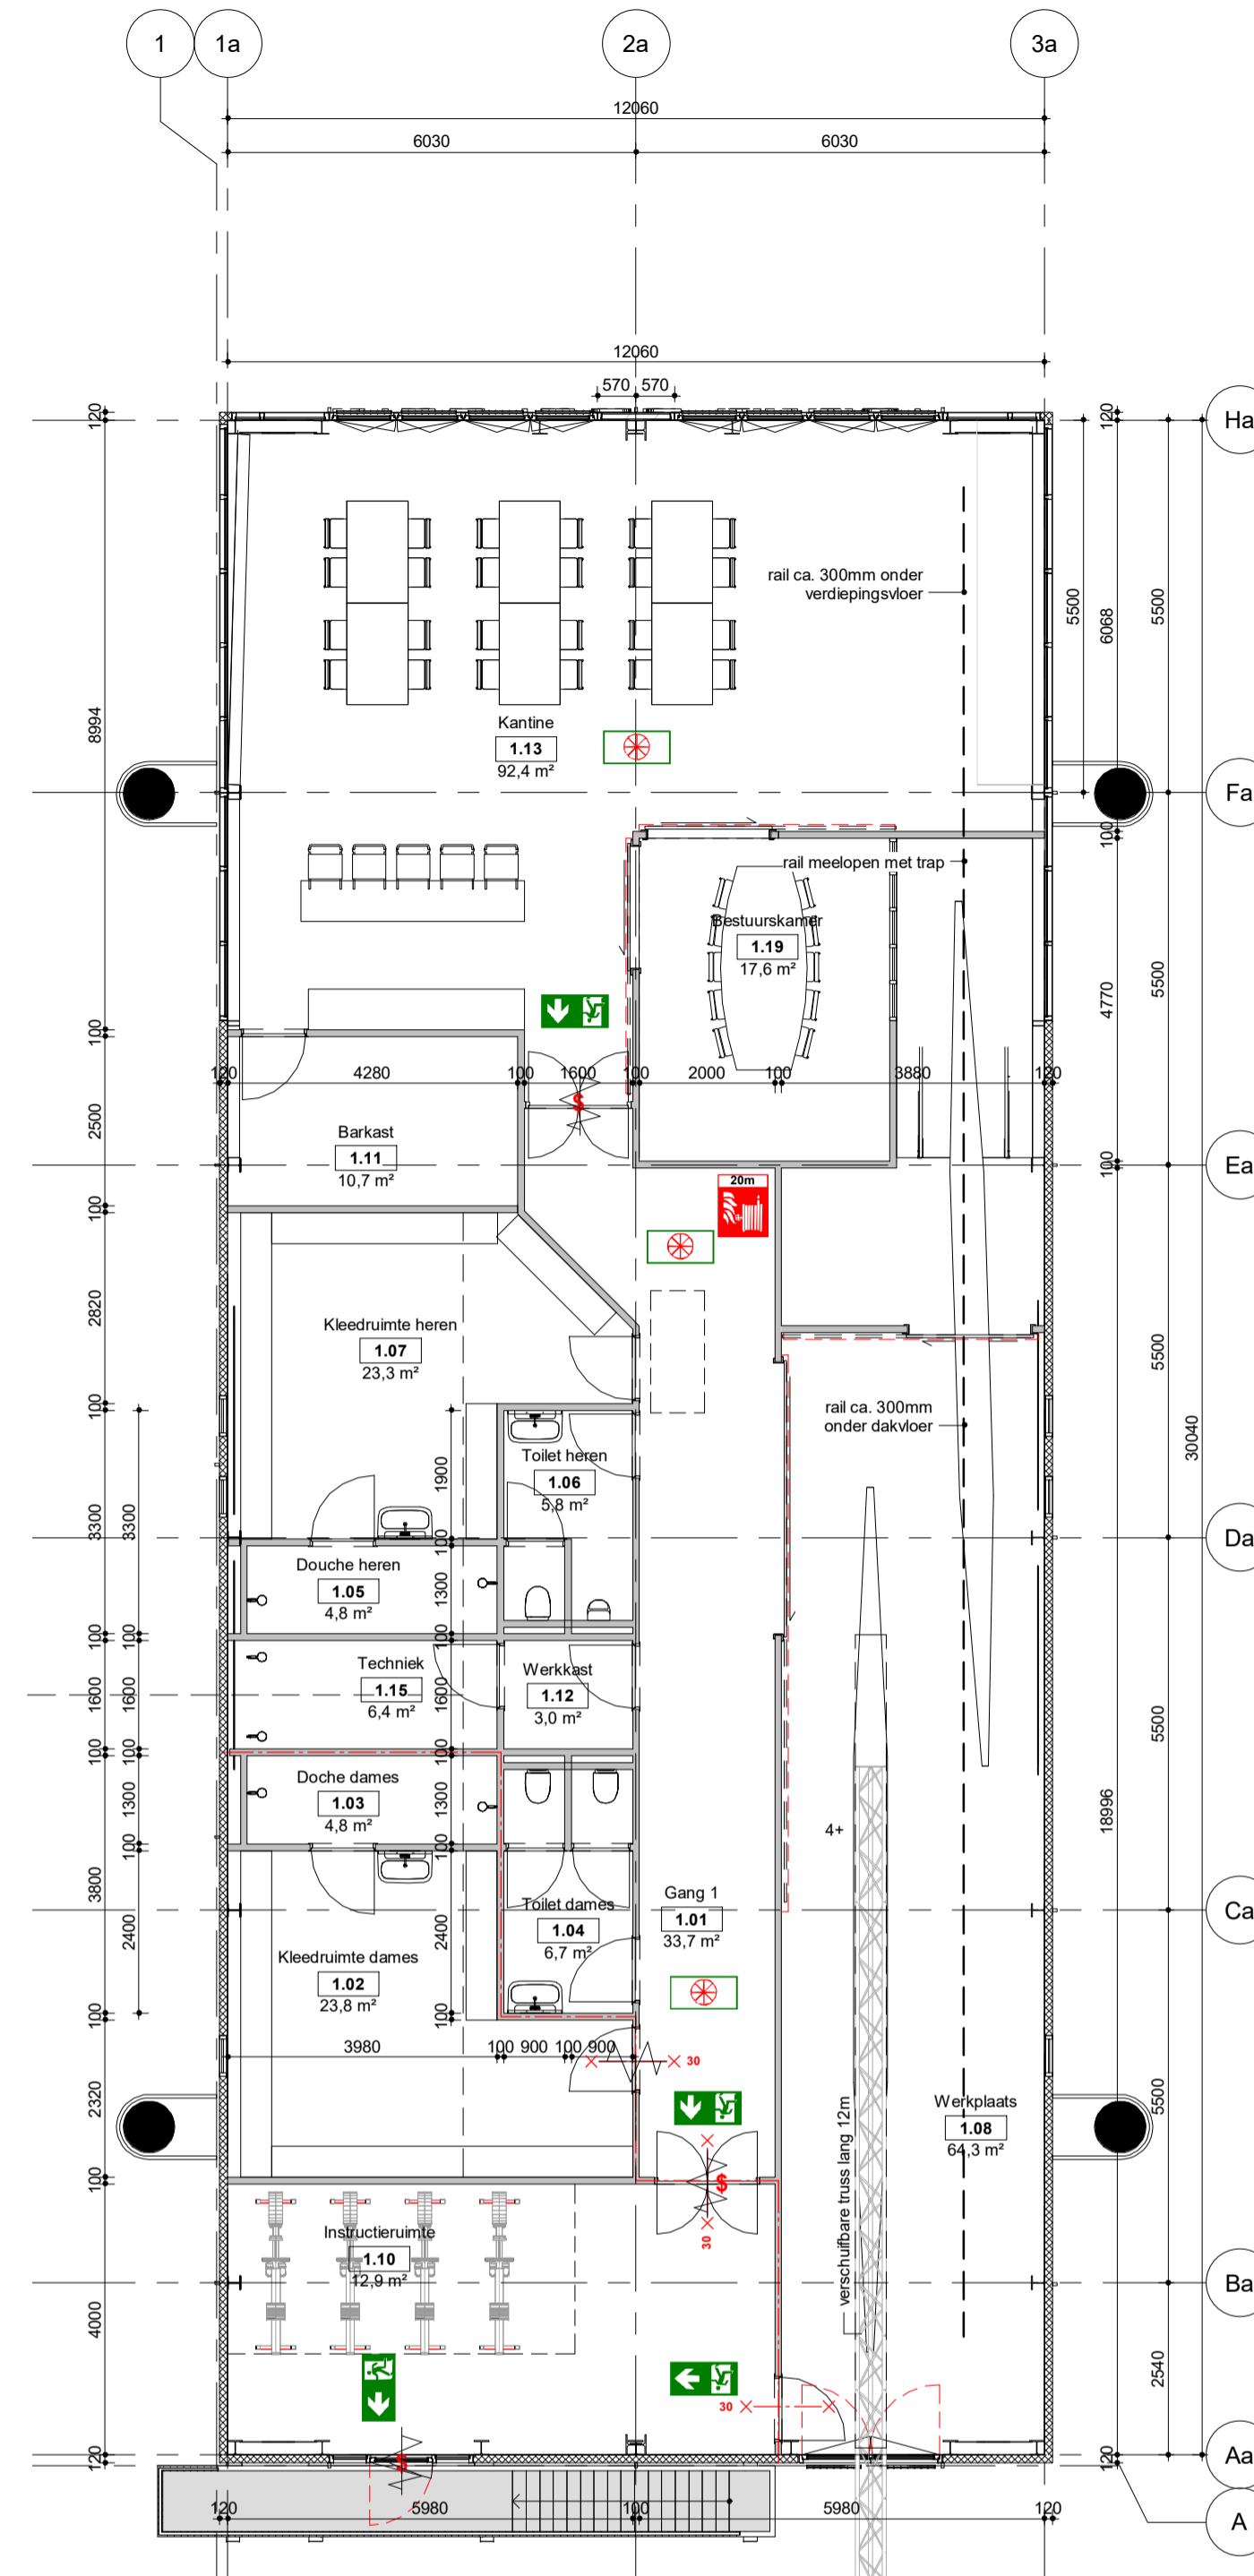 1
1a
2a
3a
12060
6030
6030
12060
570
570
120
120
Ha
rail ca. 300mm onder
verdiepingsvloer
5500
6068
5500
8994
Kantine
1.13
92,4 m²
Fa
100
rail meelopen met trap
Bestuurskamer
1.19
17,6 m²
4770
5500
100
120
4280
100
1600
100
2000
100
3880
120
$
2500
Barkast
1.11
10,7 m²
100
Ea
20m
100
2820
Kleedruimte heren
1.07
23,3 m²
5500
100
rail ca. 300mm
onder dakvloer
30040
Toilet heren
1.06
5,8 m²
1900
3300
3300
100
Da
Douche heren
1.05
4,8 m²
1300
100
100
100
Techniek
1.15
6,4 m²
Werkkast
1.12
3,0 m²
1600
1600
1600
5500
100
100
100
Doche dames
1.03
4,8 m²
1300
1300
18996
4+
100
100
3800
Gang 1
1.01
33,7 m²
Toilet dames
1.04
6,7 m²
Ca
2400
2400
Kleedruimte dames
1.02
23,8 m²
100
100
3980
100
900
100
900
30
2320
5500
verschuifbare truss lang 12m
Werkplaats
1.08
64,3 m²
100
$
30
Instructieruimte
1.10
12,9 m²
Ba
4000
2540
30
120
$
120
Aa
120
5980
100
5980
120
A